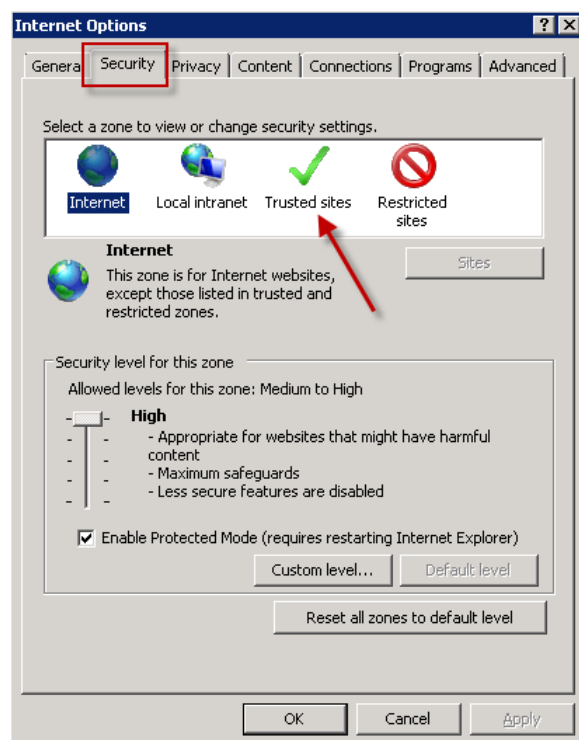 Internet Options
General Security Privacy Content Connections Programs Advanced
Select a zone to view or change security settings.
Internet Local intranet Trusted sites Restricted
sites
Internet
This zone is for Internet websites,
except those listed in trusted and
restricted zones.
Sites
Security level for this zone
Allowed levels for this zone: Medium to High
High
- Appropriate for websites that might have harmful
content
- Maximum safeguards
- Less secure features are disabled
Enable Protected Mode (requires restarting Internet Explorer)
Custom level... Default level
Reset all zones to default level
OK Cancel Apply